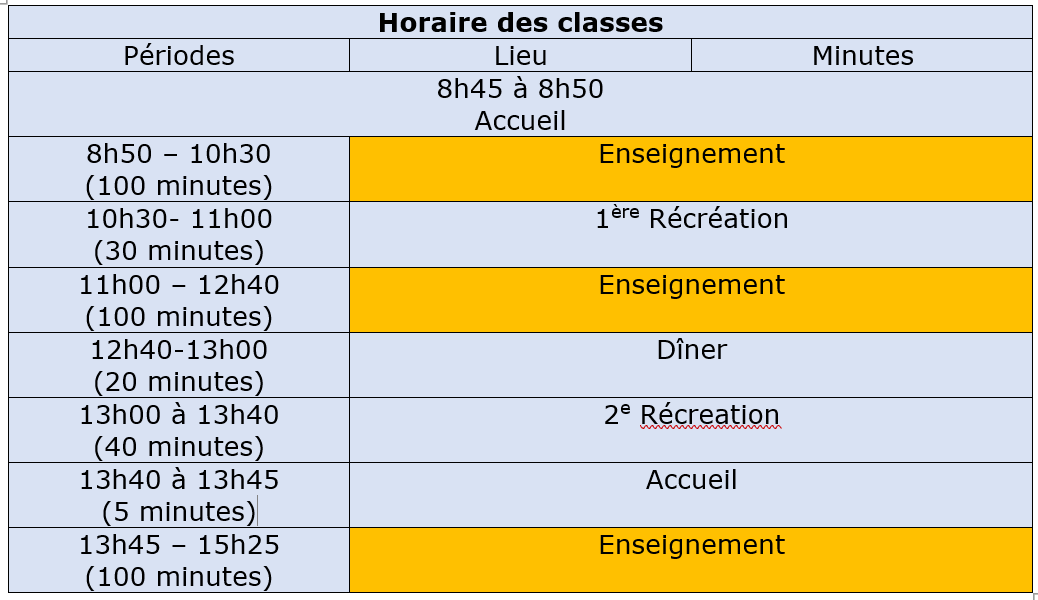 Horaire des classes
Périodes Lieu Minutes
8h45 à 8h50
Accueil
8h50 – 10h30
(100 minutes)
Enseignement
10h30- 11h00
(30 minutes)
1ère Récréation
11h00 – 12h40
(100 minutes)
Enseignement
12h40-13h00
(20 minutes)
Dîner
13h00 à 13h40
(40 minutes)
2e Récreation
13h40 à 13h45
(5 minutes)
Accueil
13h45 – 15h25
(100 minutes)
Enseignement